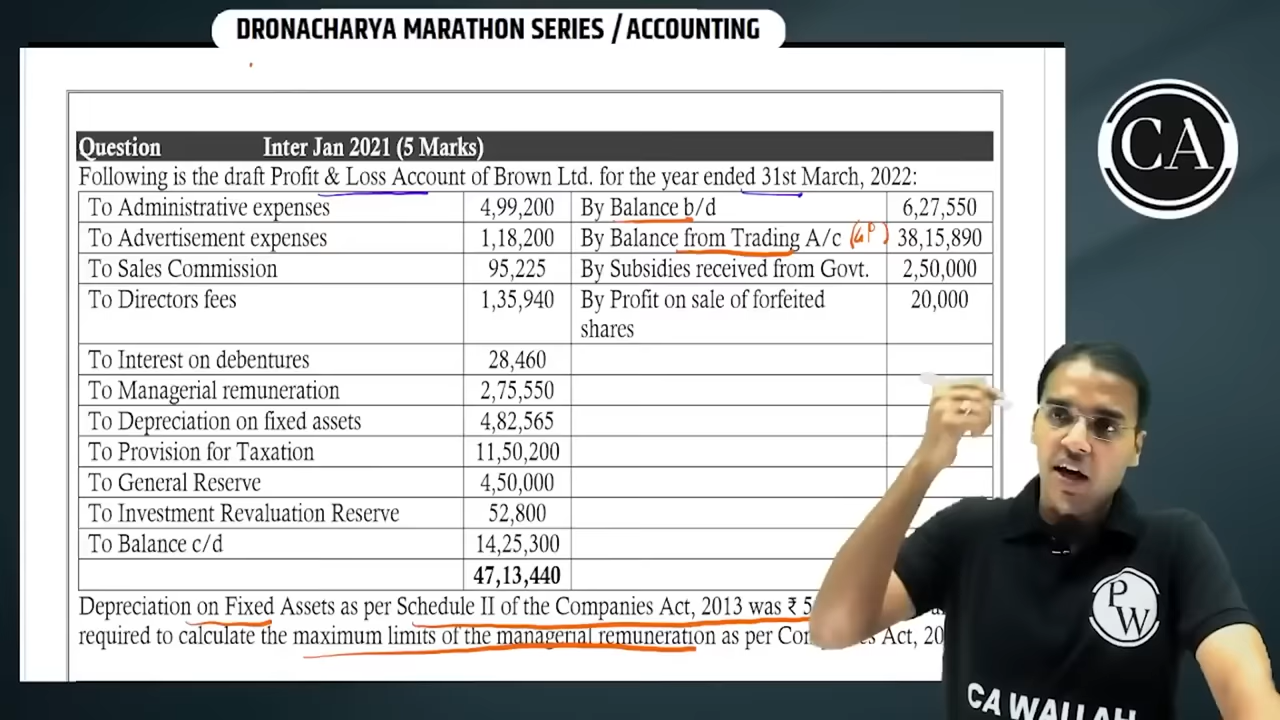 DRONACHARYA MARATHON SERIES / ACCOUNTING
CA
Question Inter Jan 2021 (5 Marks)
Following is the draft Profit & Loss Account of Brown Ltd. for the year ended 31st March, 2022:
To Administrative expenses 4,99,200 By Balance b/d 6,27,550
To Advertisement expenses 1,18,200 By Balance from Trading A/c (GP) 38,15,890
To Sales Commission 95,225 By Subsidies received from Govt. 2,50,000
To Directors fees 1,35,940 By Profit on sale of forfeited 20,000
shares
To Interest on debentures 28,460
To Managerial remuneration 2,75,550
To Depreciation on fixed assets 4,82,565
To Provision for Taxation 11,50,200
To General Reserve 4,50,000
To Investment Revaluation Reserve 52,800
To Balance c/d 14,25,300
47,13,440
Depreciation on Fixed Assets as per Schedule II of the Companies Act, 2013 was ₹ 5
required to calculate the maximum limits of the managerial remuneration as per Act, 20
PW
CA WALLAH